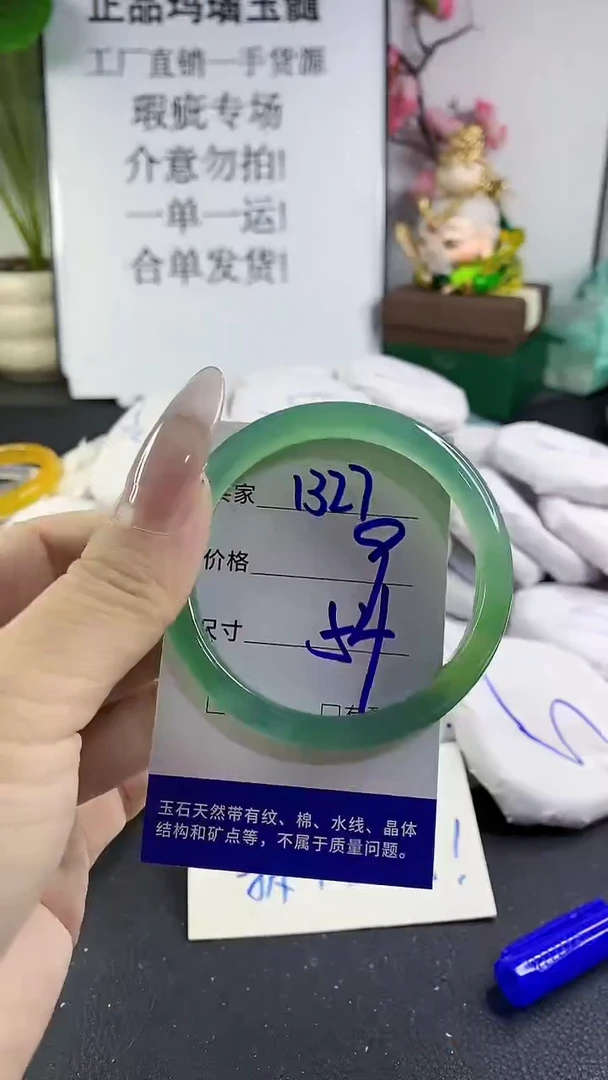 正品玛瑙玉髓
工厂直销一手货源
瑕疵专场
介意勿拍!
一单一运!
合单发货!
家 1327
价格 9
尺寸 54
玉石天然带有纹、棉、水线、晶体
结构和矿点等，不属于质量问题。